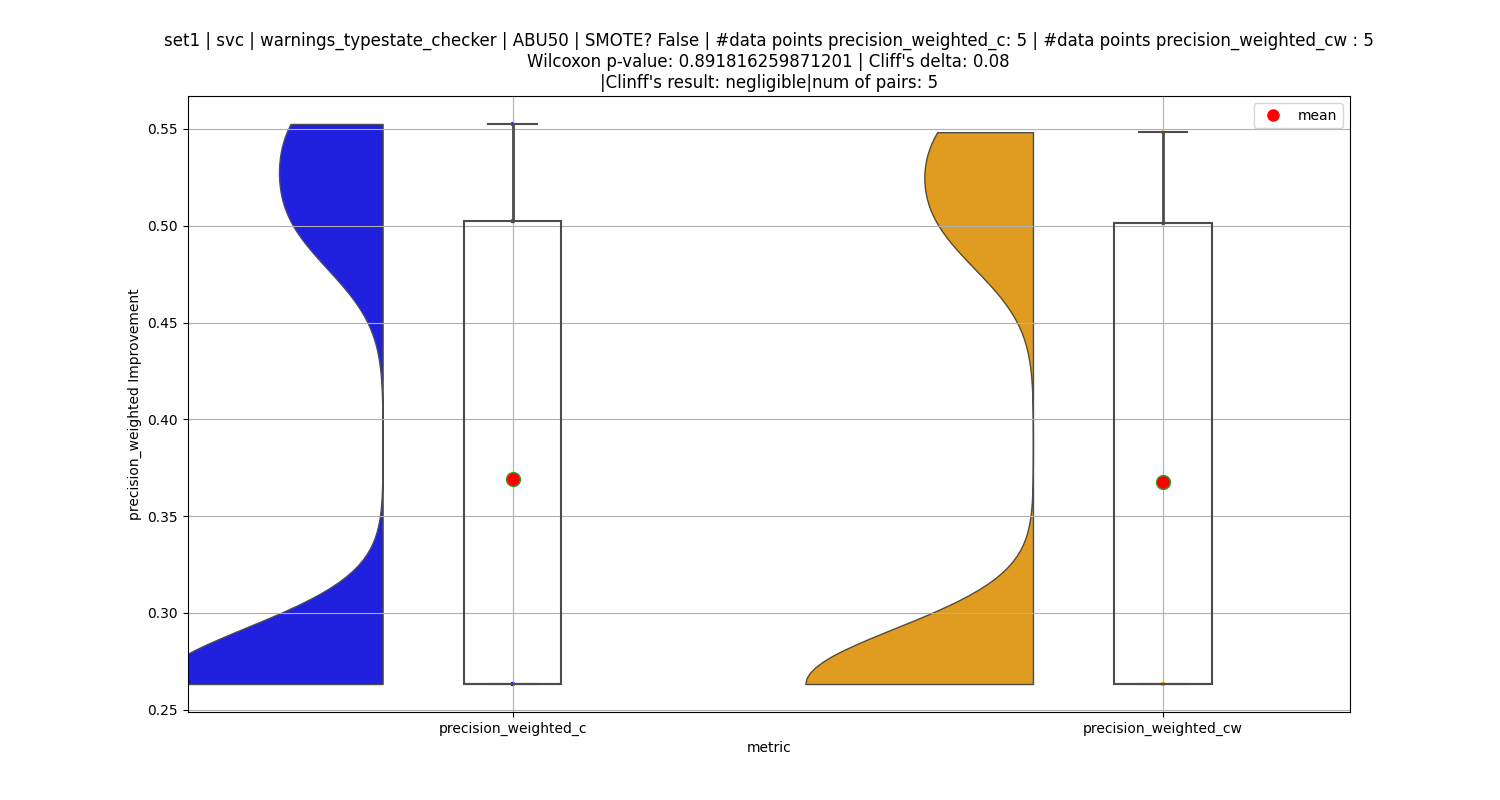 set1 | svc | warnings_typestate_checker | ABU50 | SMOTE? False | #data points precision_weighted_c: 5 | #data points precision_weighted_cw : 5
Wilcoxon p-value: 0.891816259871201 | Cliff's delta: 0.08
|Clinff's result: negligible|num of pairs: 5
mean
0.55
0.50
0.45
0.40
0.35
0.30
0.25
precision_weighted Improvement
precision_weighted_c
precision_weighted_cw
metric